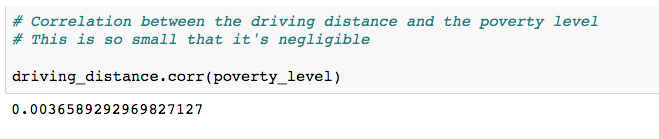 # Correlation between the driving distance and the poverty level
# This is so small that it's negligible
driving_distance.corr(poverty_level)
0.0036589292969827127